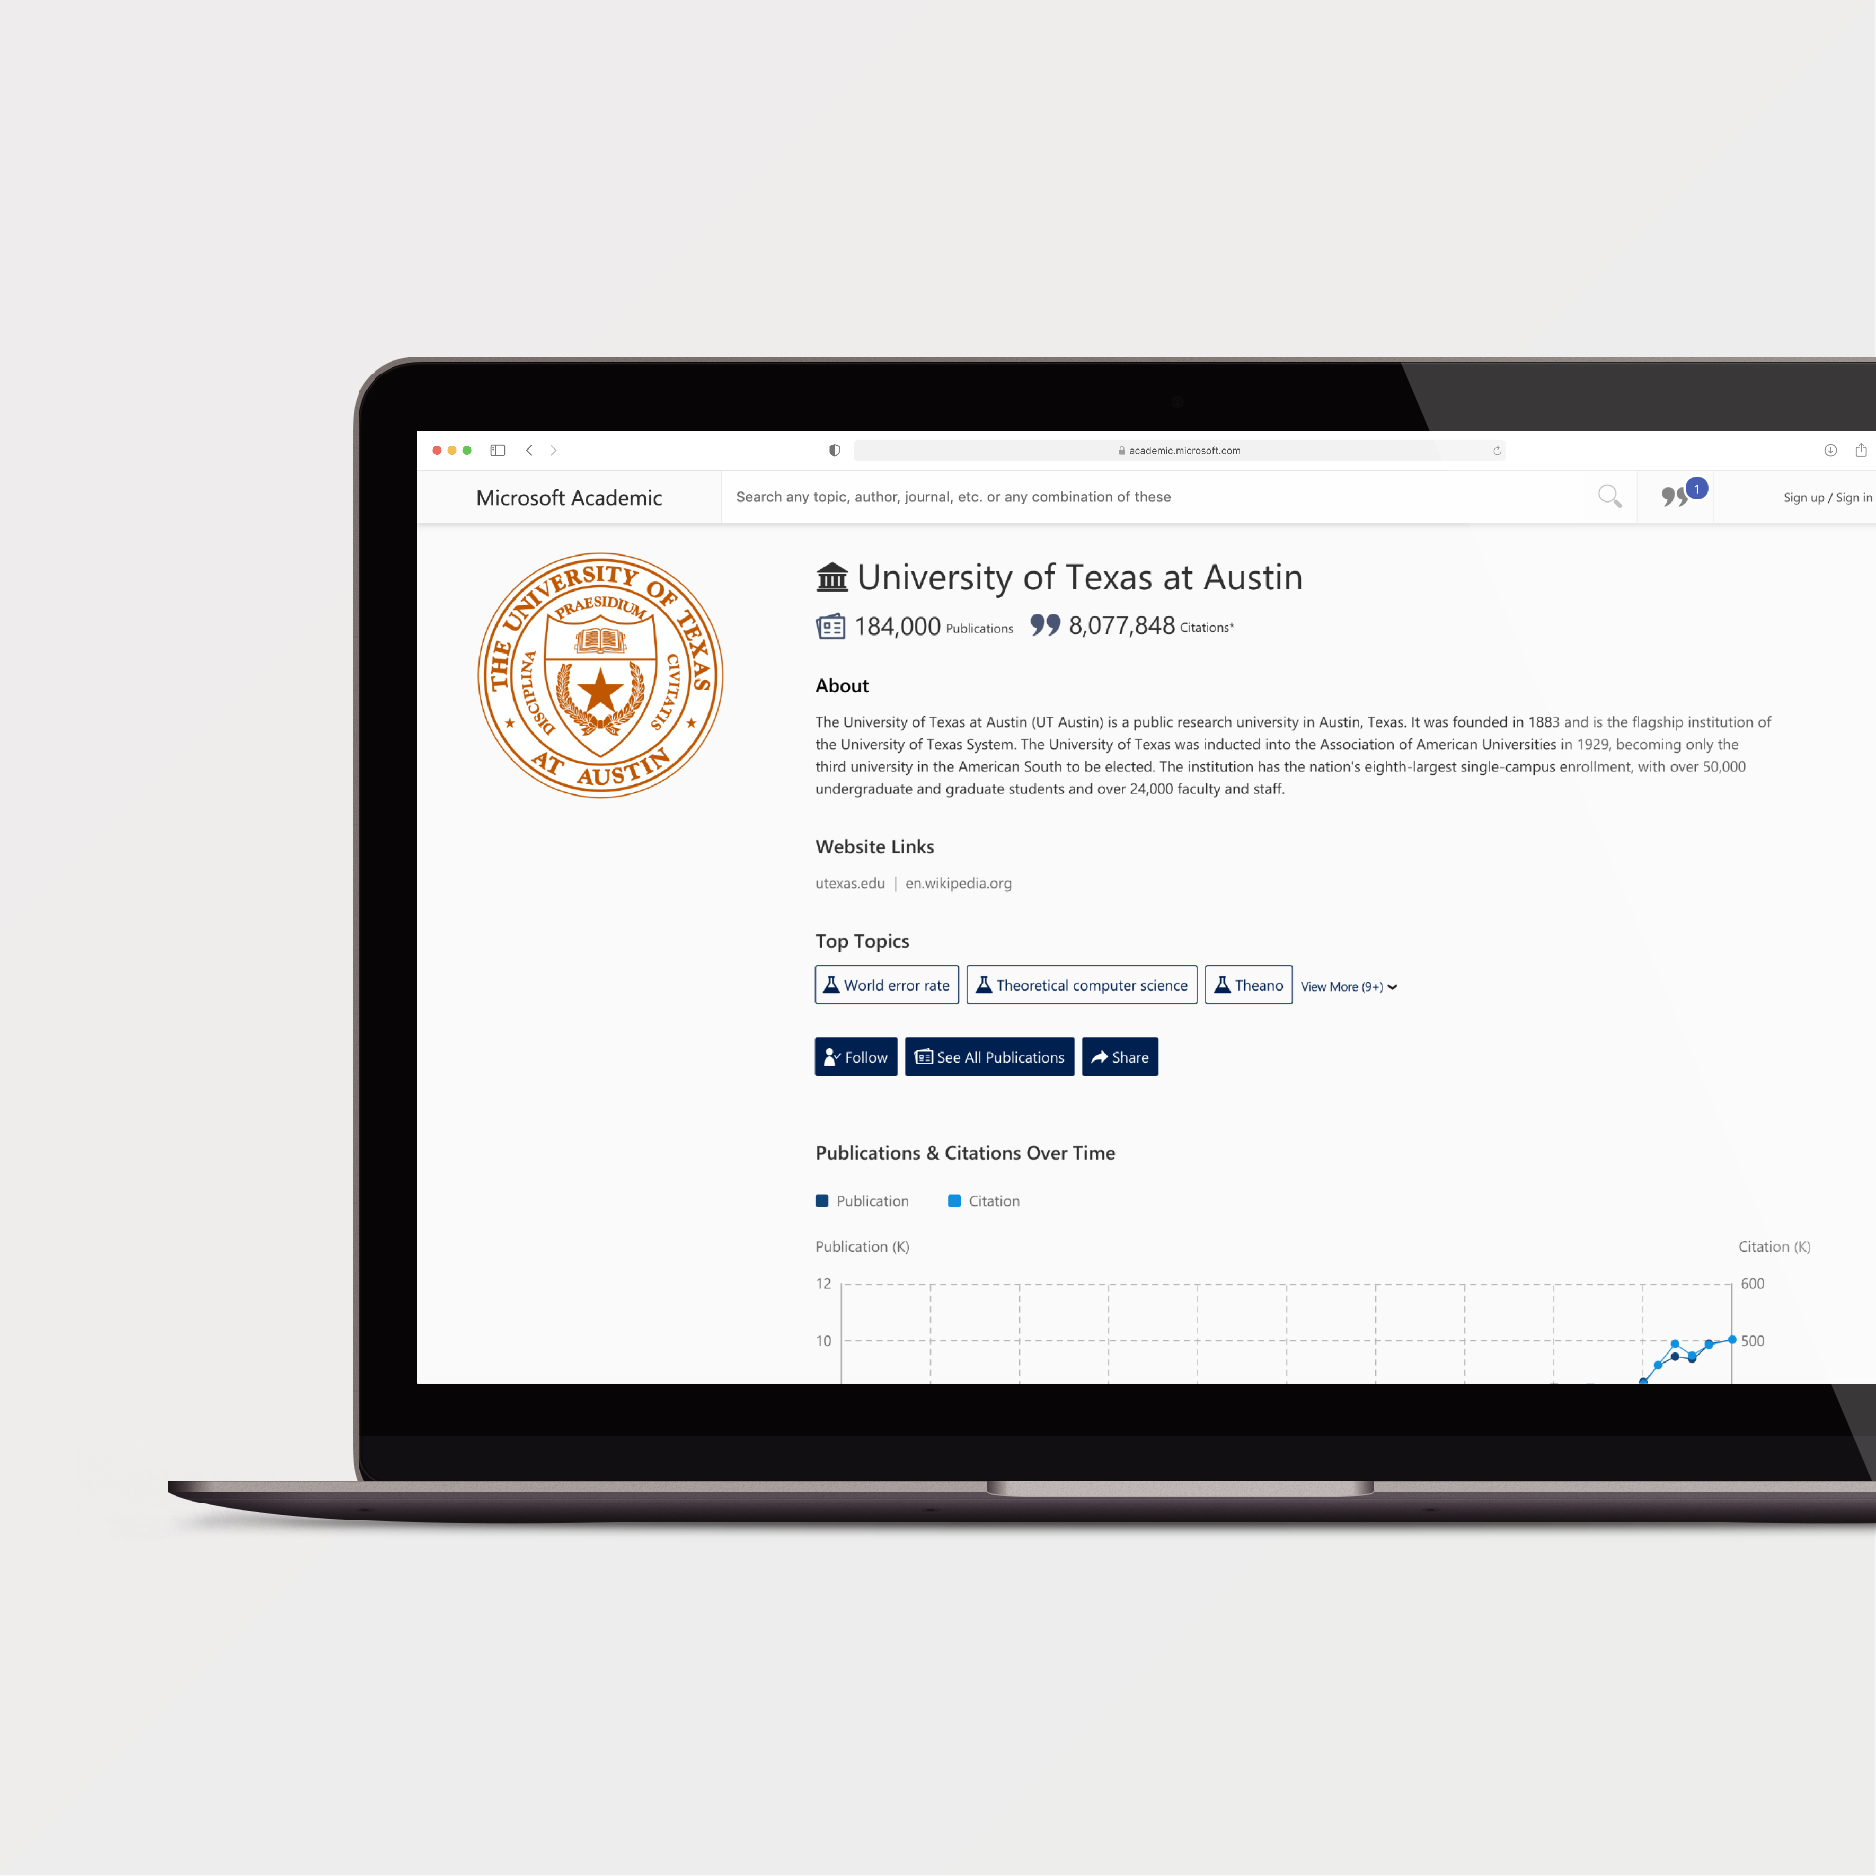 academic.microsoft.com
Microsoft Academic
Search any topic, author, journal, etc. or any combination of these
1
Sign up / Sign in
THE UNIVERSITY OF TEXAS
AT AUSTIN
PRAESIDIUM
DISCIPLINA
CIVITATIS
University of Texas at Austin
184,000 Publications 8,077,848 Citations*
About
The University of Texas at Austin (UT Austin) is a public research university in Austin, Texas. It was founded in 1883 and is the flagship institution of
the University of Texas System. The University of Texas was inducted into the Association of American Universities in 1929, becoming only the
third university in the American South to be elected. The institution has the nation's eighth-largest single-campus enrollment, with over 50,000
undergraduate and graduate students and over 24,000 faculty and staff.
Website Links
utexas.edu | en.wikipedia.org
Top Topics
World error rate Theoretical computer science Theano View More (9+)
Follow See All Publications Share
Publications & Citations Over Time
Publication Citation
Publication (K) Citation (K)
12 600
10 500